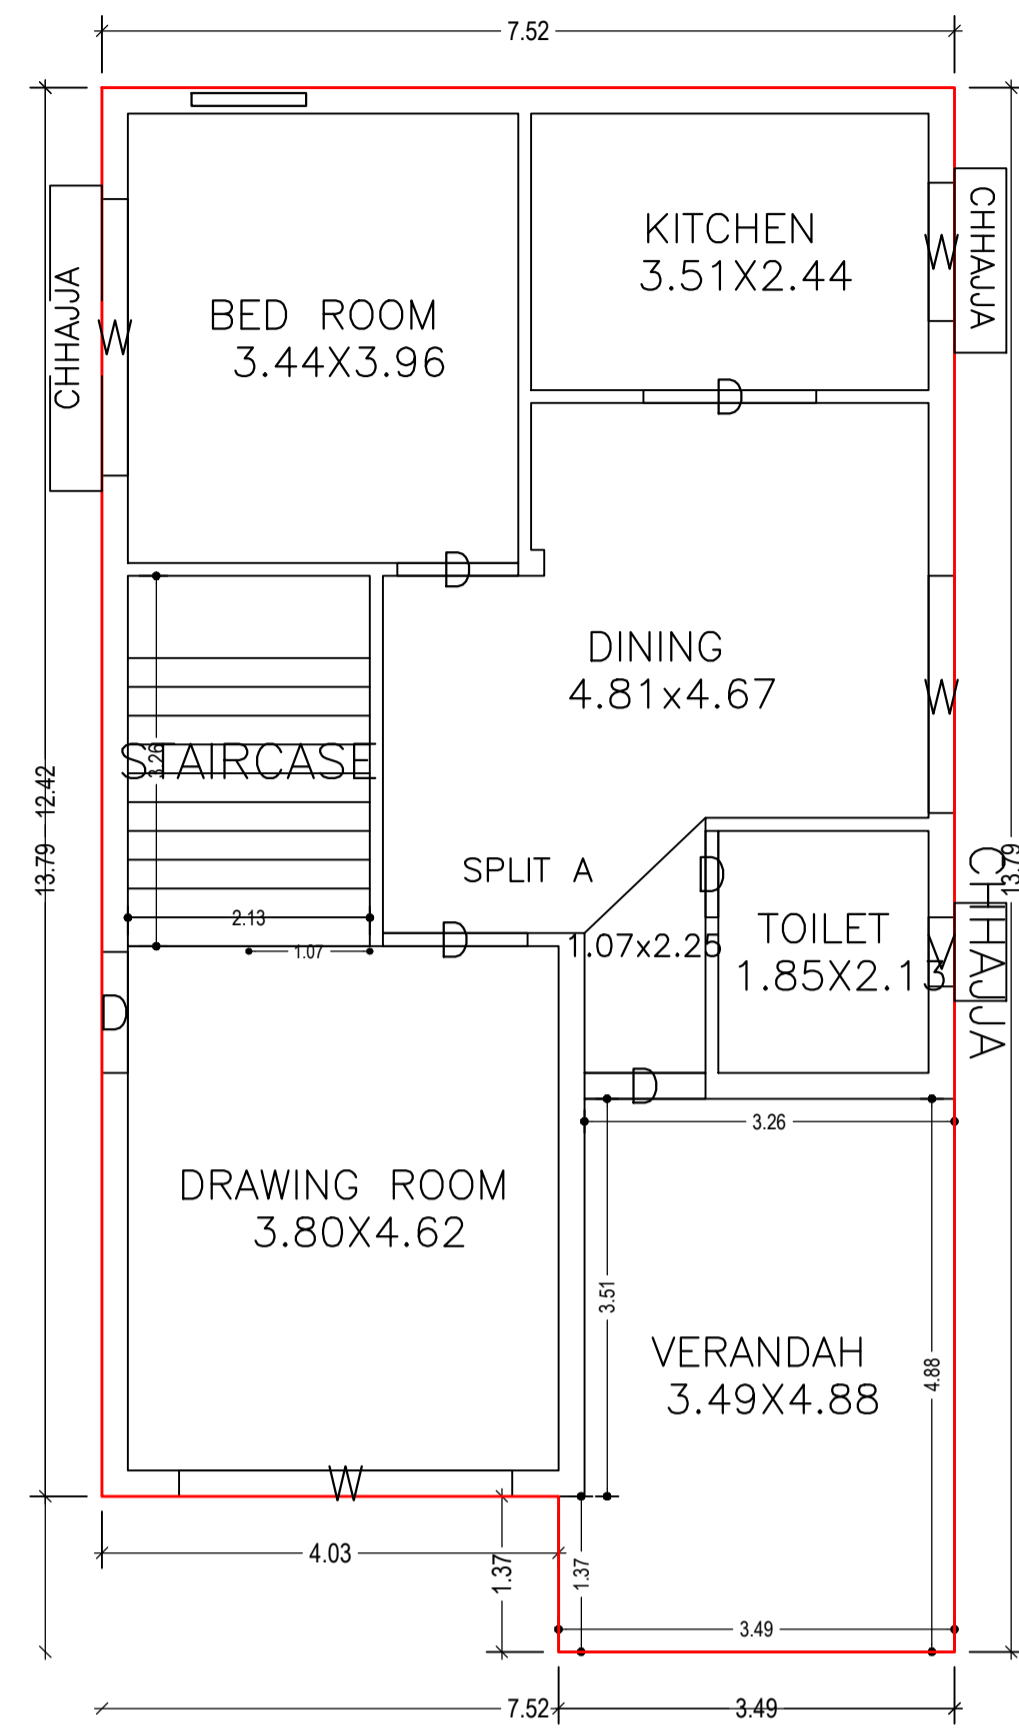 7.52
CHHAJJA
KITCHEN
3.51X2.44
W
BED ROOM
3.44X3.96
W
CHHAJJA
D
D
DINING
4.81x4.67
W
STAIRCASE
3.26
13.79
12.42
13.79
SPLIT A
D
CHHAJJA
2.13
1.07
D
1.07x2.25
TOILET
1.85X2.13
V
D
D
3.26
DRAWING ROOM
3.80X4.62
3.51
VERANDAH
3.49X4.88
4.88
W
4.03
1.37
1.37
3.49
7.52
3.49